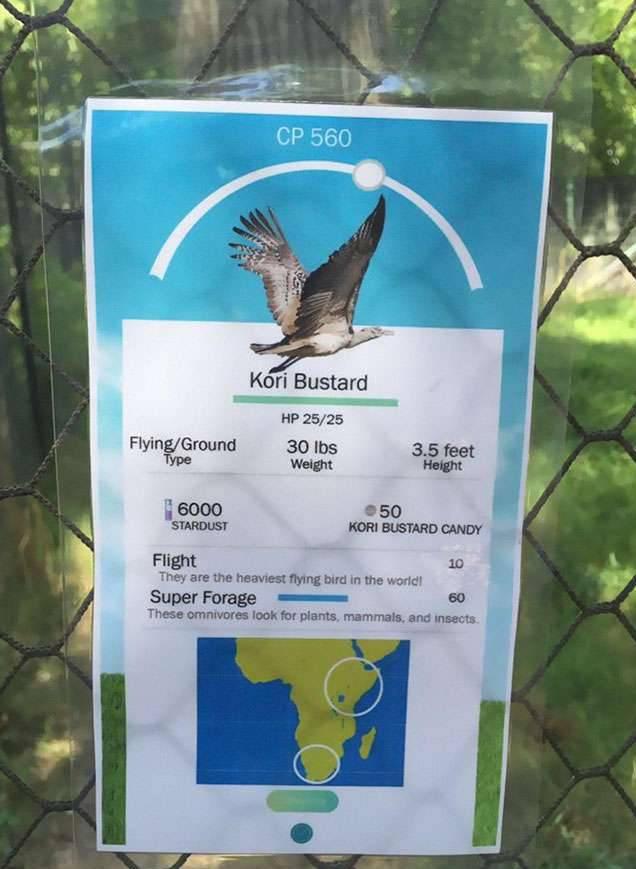 CP 560
Kori Bustard
HP 25/25
Flying/Ground 30 lbs 3.5 feet
Type Weight Height
6000 50
STARDUST KORI BUSTARD CANDY
Flight 10
They are the heaviest flying bird in the world!
Super Forage 60
These omnivores look for plants, mammals, and insects.